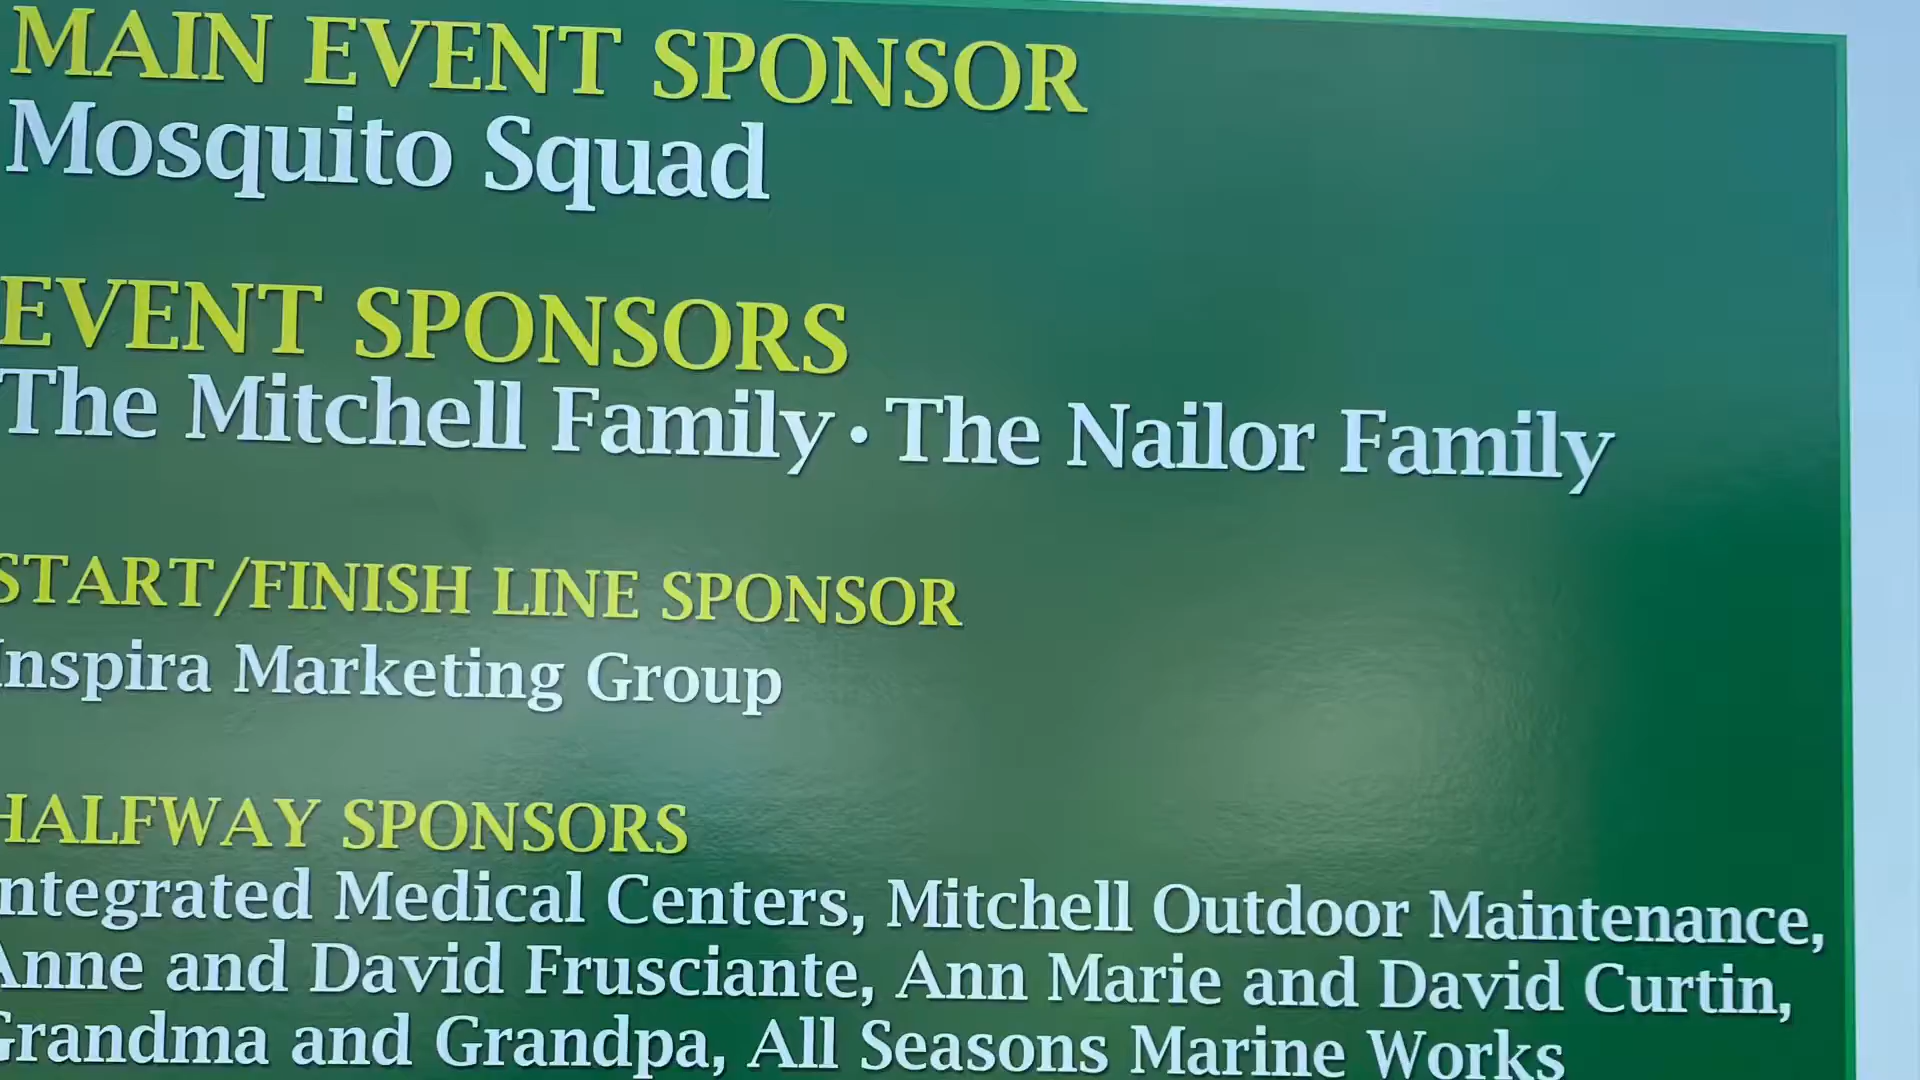 MAIN EVENT SPONSOR
Mosquito Squad
EVENT SPONSORS
The Mitchell Family • The Nailor Family
START/FINISH LINE SPONSOR
Inspira Marketing Group
HALFWAY SPONSORS
Integrated Medical Centers, Mitchell Outdoor Maintenance,
Anne and David Frusciante, Ann Marie and David Curtin,
Grandma and Grandpa, All Seasons Marine Works